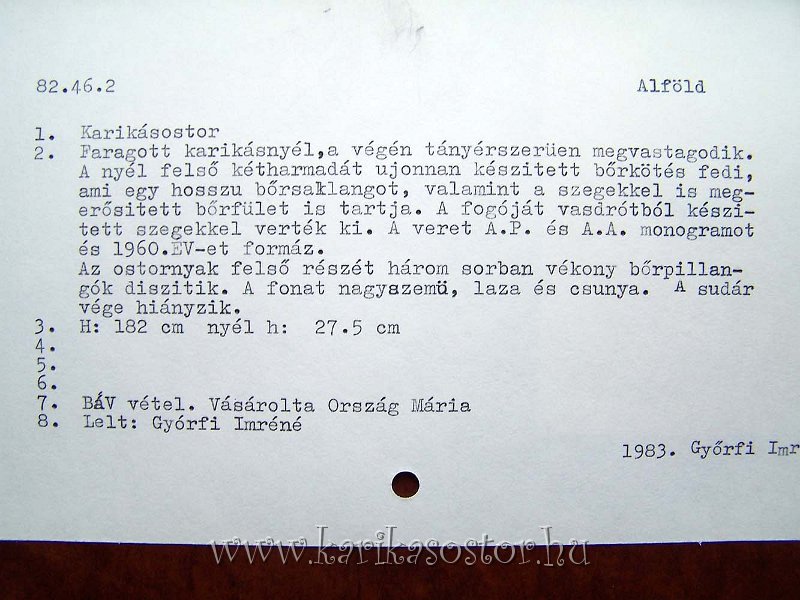 82.46.2 Alföld
1. Karikásostor
2. Faragott karikásnyél,a végén tányérszerüen megvastagodik.
A nyél felső kétharmadát ujonnan készitett bőrkötés fedi,
ami egy hosszu bőrsallangot, valamint a szegekkel is meg-
erősitett bőrfület is tartja. A fogóját vasdrótból készi-
tett szegekkel verték ki. A veret A.P. és A.A. monogramot
és 1960.ÉV-et formáz.
Az ostornyak felső részét három sorban vékony bőrpillan-
gók diszitik. A fonat nagyszemü, laza és csunya. A sudár
vége hiányzik.
3. H: 182 cm nyél h: 27.5 cm
4.
5.
6.
7. BÁV vétel. Vásárolta Ország Mária
8. Lelt: Győrfi Imréné
1983. Győrfi Imr
www.karikasostor.hu